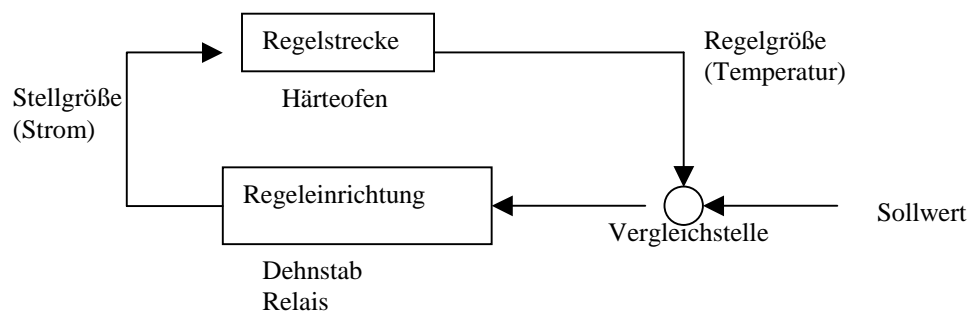 Regelstrecke
Regelgröße
(Temperatur)
Härteofen
Stellgröße
(Strom)
Regeleinrichtung
Sollwert
Vergleichstelle
Dehnstab
Relais